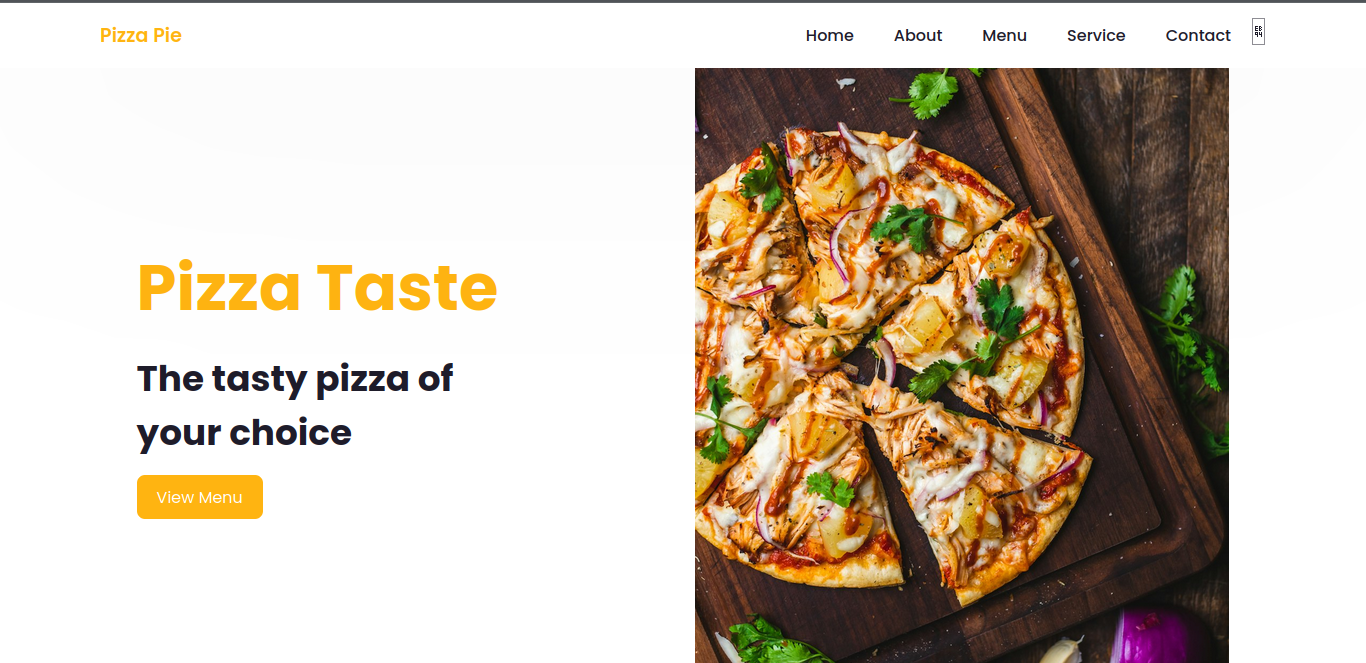 Pizza Pie
Home About Menu Service Contact
Pizza Taste
The tasty pizza of
your choice
View Menu